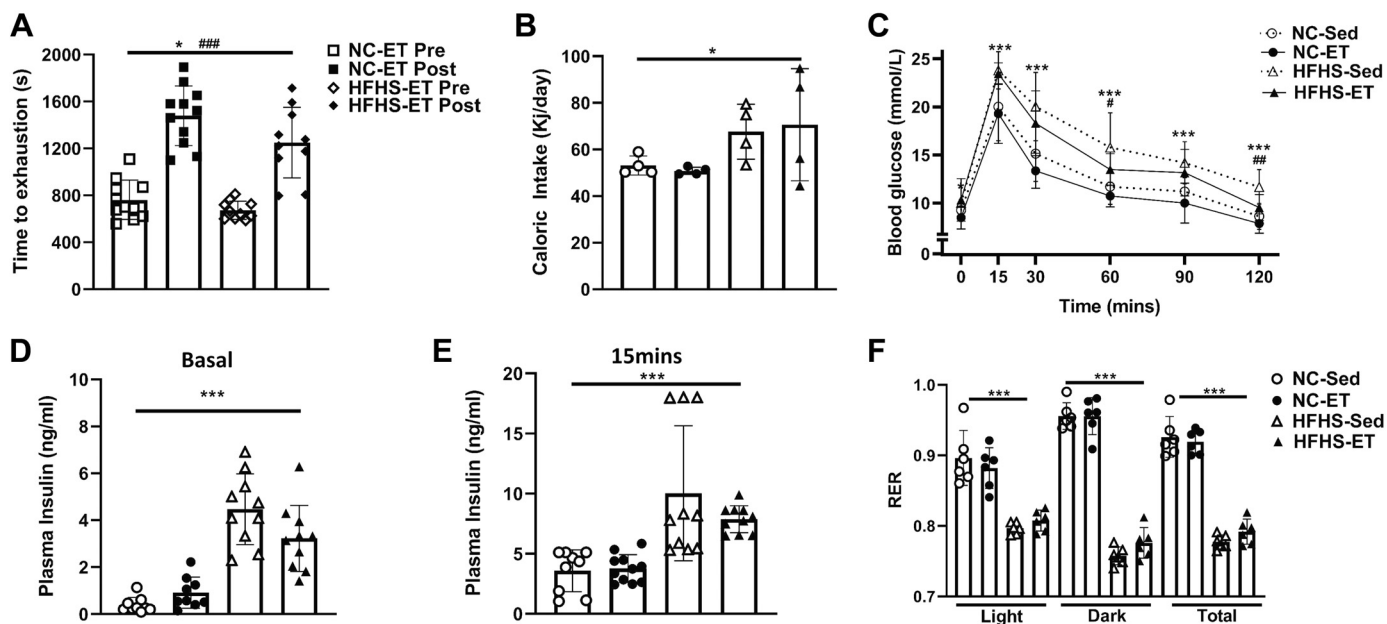 A
Time to exhaustion (s)
2000
1600
1200
800
400
0
* ###
NC-ET Pre
NC-ET Post
HFHS-ET Pre
HFHS-ET Post
B
Caloric Intake (Kj/day)
100
80
60
40
20
0
*
C
Blood glucose (mmol/L)
25
20
15
10
0
*
***
***
***
#
***
***
##
0 15 30 60 90 120
Time (mins)
NC-Sed
NC-ET
HFHS-Sed
HFHS-ET
D
Basal
Plasma Insulin (ng/ml)
10
8
6
4
2
0
***
E
15mins
Plasma Insulin (ng/ml)
20
15
10
5
0
***
F
RER
1.0
0.9
0.8
0.7
***
***
***
Light Dark Total
NC-Sed
NC-ET
HFHS-Sed
HFHS-ET